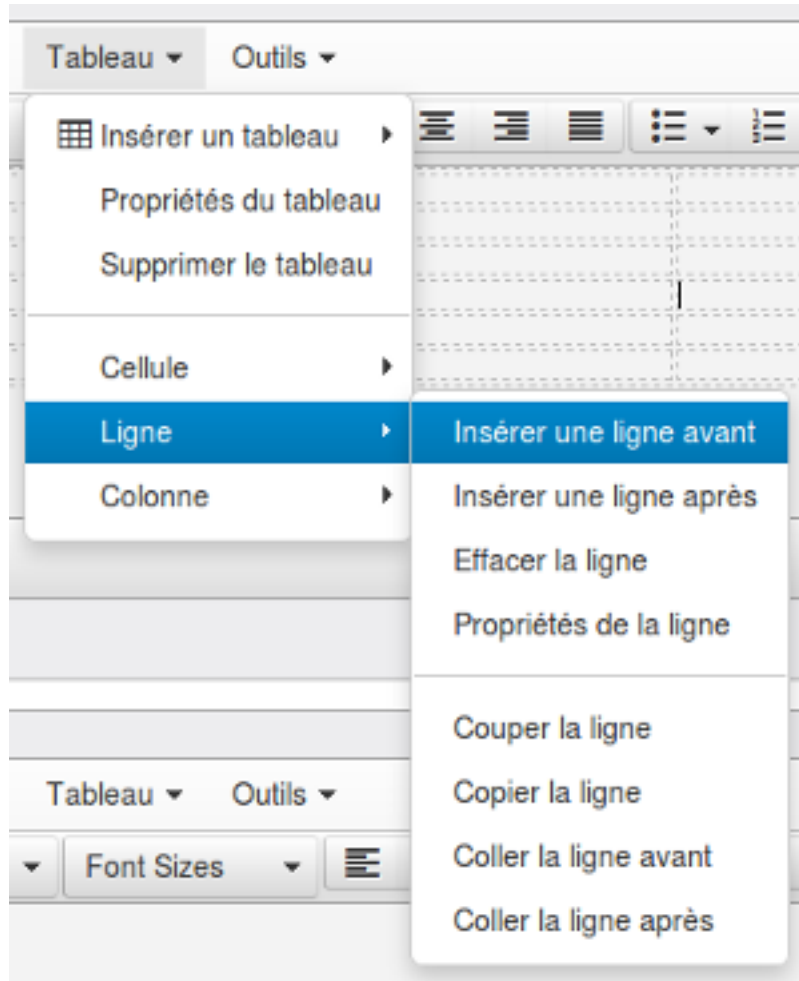 Tableau Outils
Insérer un tableau
Propriétés du tableau
Supprimer le tableau
Cellule
Ligne
Colonne
Insérer une ligne avant
Insérer une ligne après
Effacer la ligne
Propriétés de la ligne
Couper la ligne
Copier la ligne
Coller la ligne avant
Coller la ligne après
Tableau Outils
Font Sizes